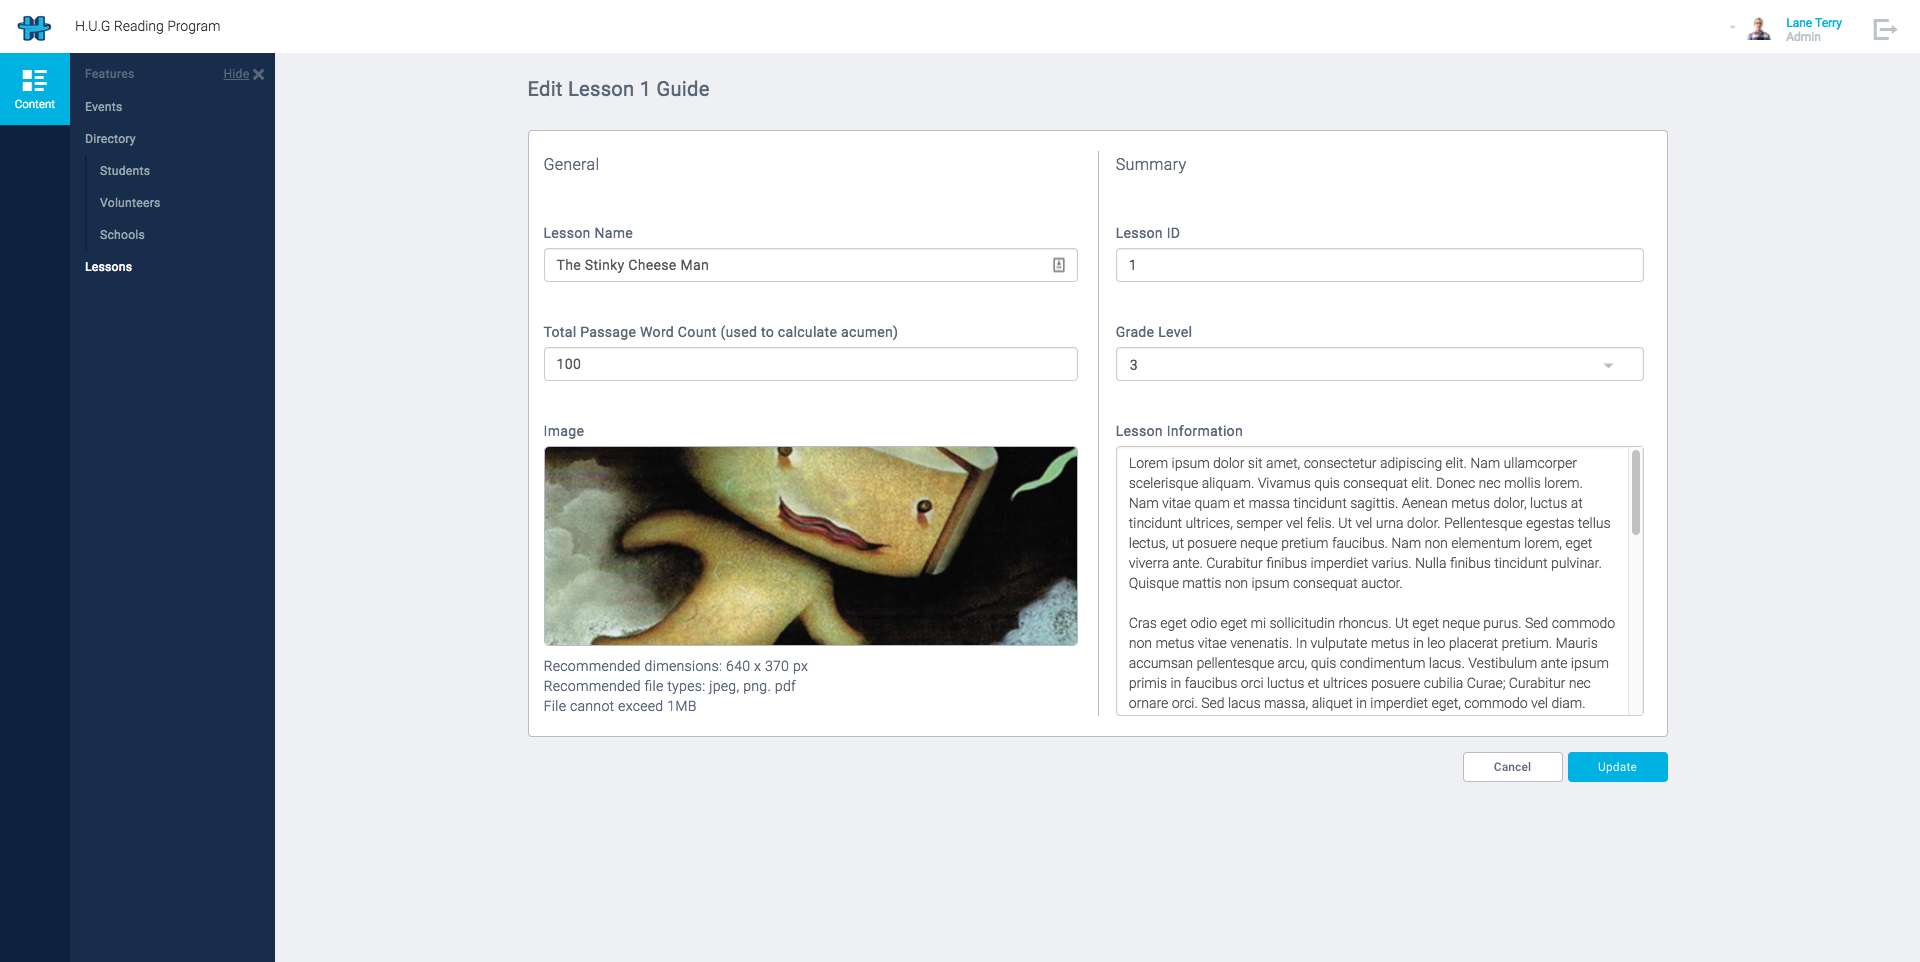 H.U.G Reading Program
Lane Terry
Admin
Content
Features Hide
Events
Directory
Students
Volunteers
Schools
Lessons
Edit Lesson 1 Guide
General
Lesson Name
The Stinky Cheese Man
Total Passage Word Count (used to calculate acumen)
100
Image
Recommended dimensions: 640 x 370 px
Recommended file types: jpeg, png. pdf
File cannot exceed 1MB
Summary
Lesson ID
1
Grade Level
3
Lesson Information
Lorem ipsum dolor sit amet, consectetur adipiscing elit. Nam ullamcorper
scelerisque aliquam. Vivamus quis consequat elit. Donec nec mollis lorem.
Nam vitae quam et massa tincidunt sagittis. Aenean metus dolor, luctus at
tincidunt ultrices, semper vel felis. Ut vel urna dolor. Pellentesque egestas tellus
lectus, ut posuere neque pretium faucibus. Nam non elementum lorem, eget
viverra ante. Curabitur finibus imperdiet varius. Nulla finibus tincidunt pulvinar.
Quisque mattis non ipsum consequat auctor.
Cras eget odio eget mi sollicitudin rhoncus. Ut eget neque purus. Sed commodo
non metus vitae venenatis. In vulputate metus in leo placerat pretium. Mauris
accumsan pellentesque arcu, quis condimentum lacus. Vestibulum ante ipsum
primis in faucibus orci luctus et ultrices posuere cubilia Curae; Curabitur nec
ornare orci. Sed lacus massa, aliquet in imperdiet eget, commodo vel diam.
Cancel
Update